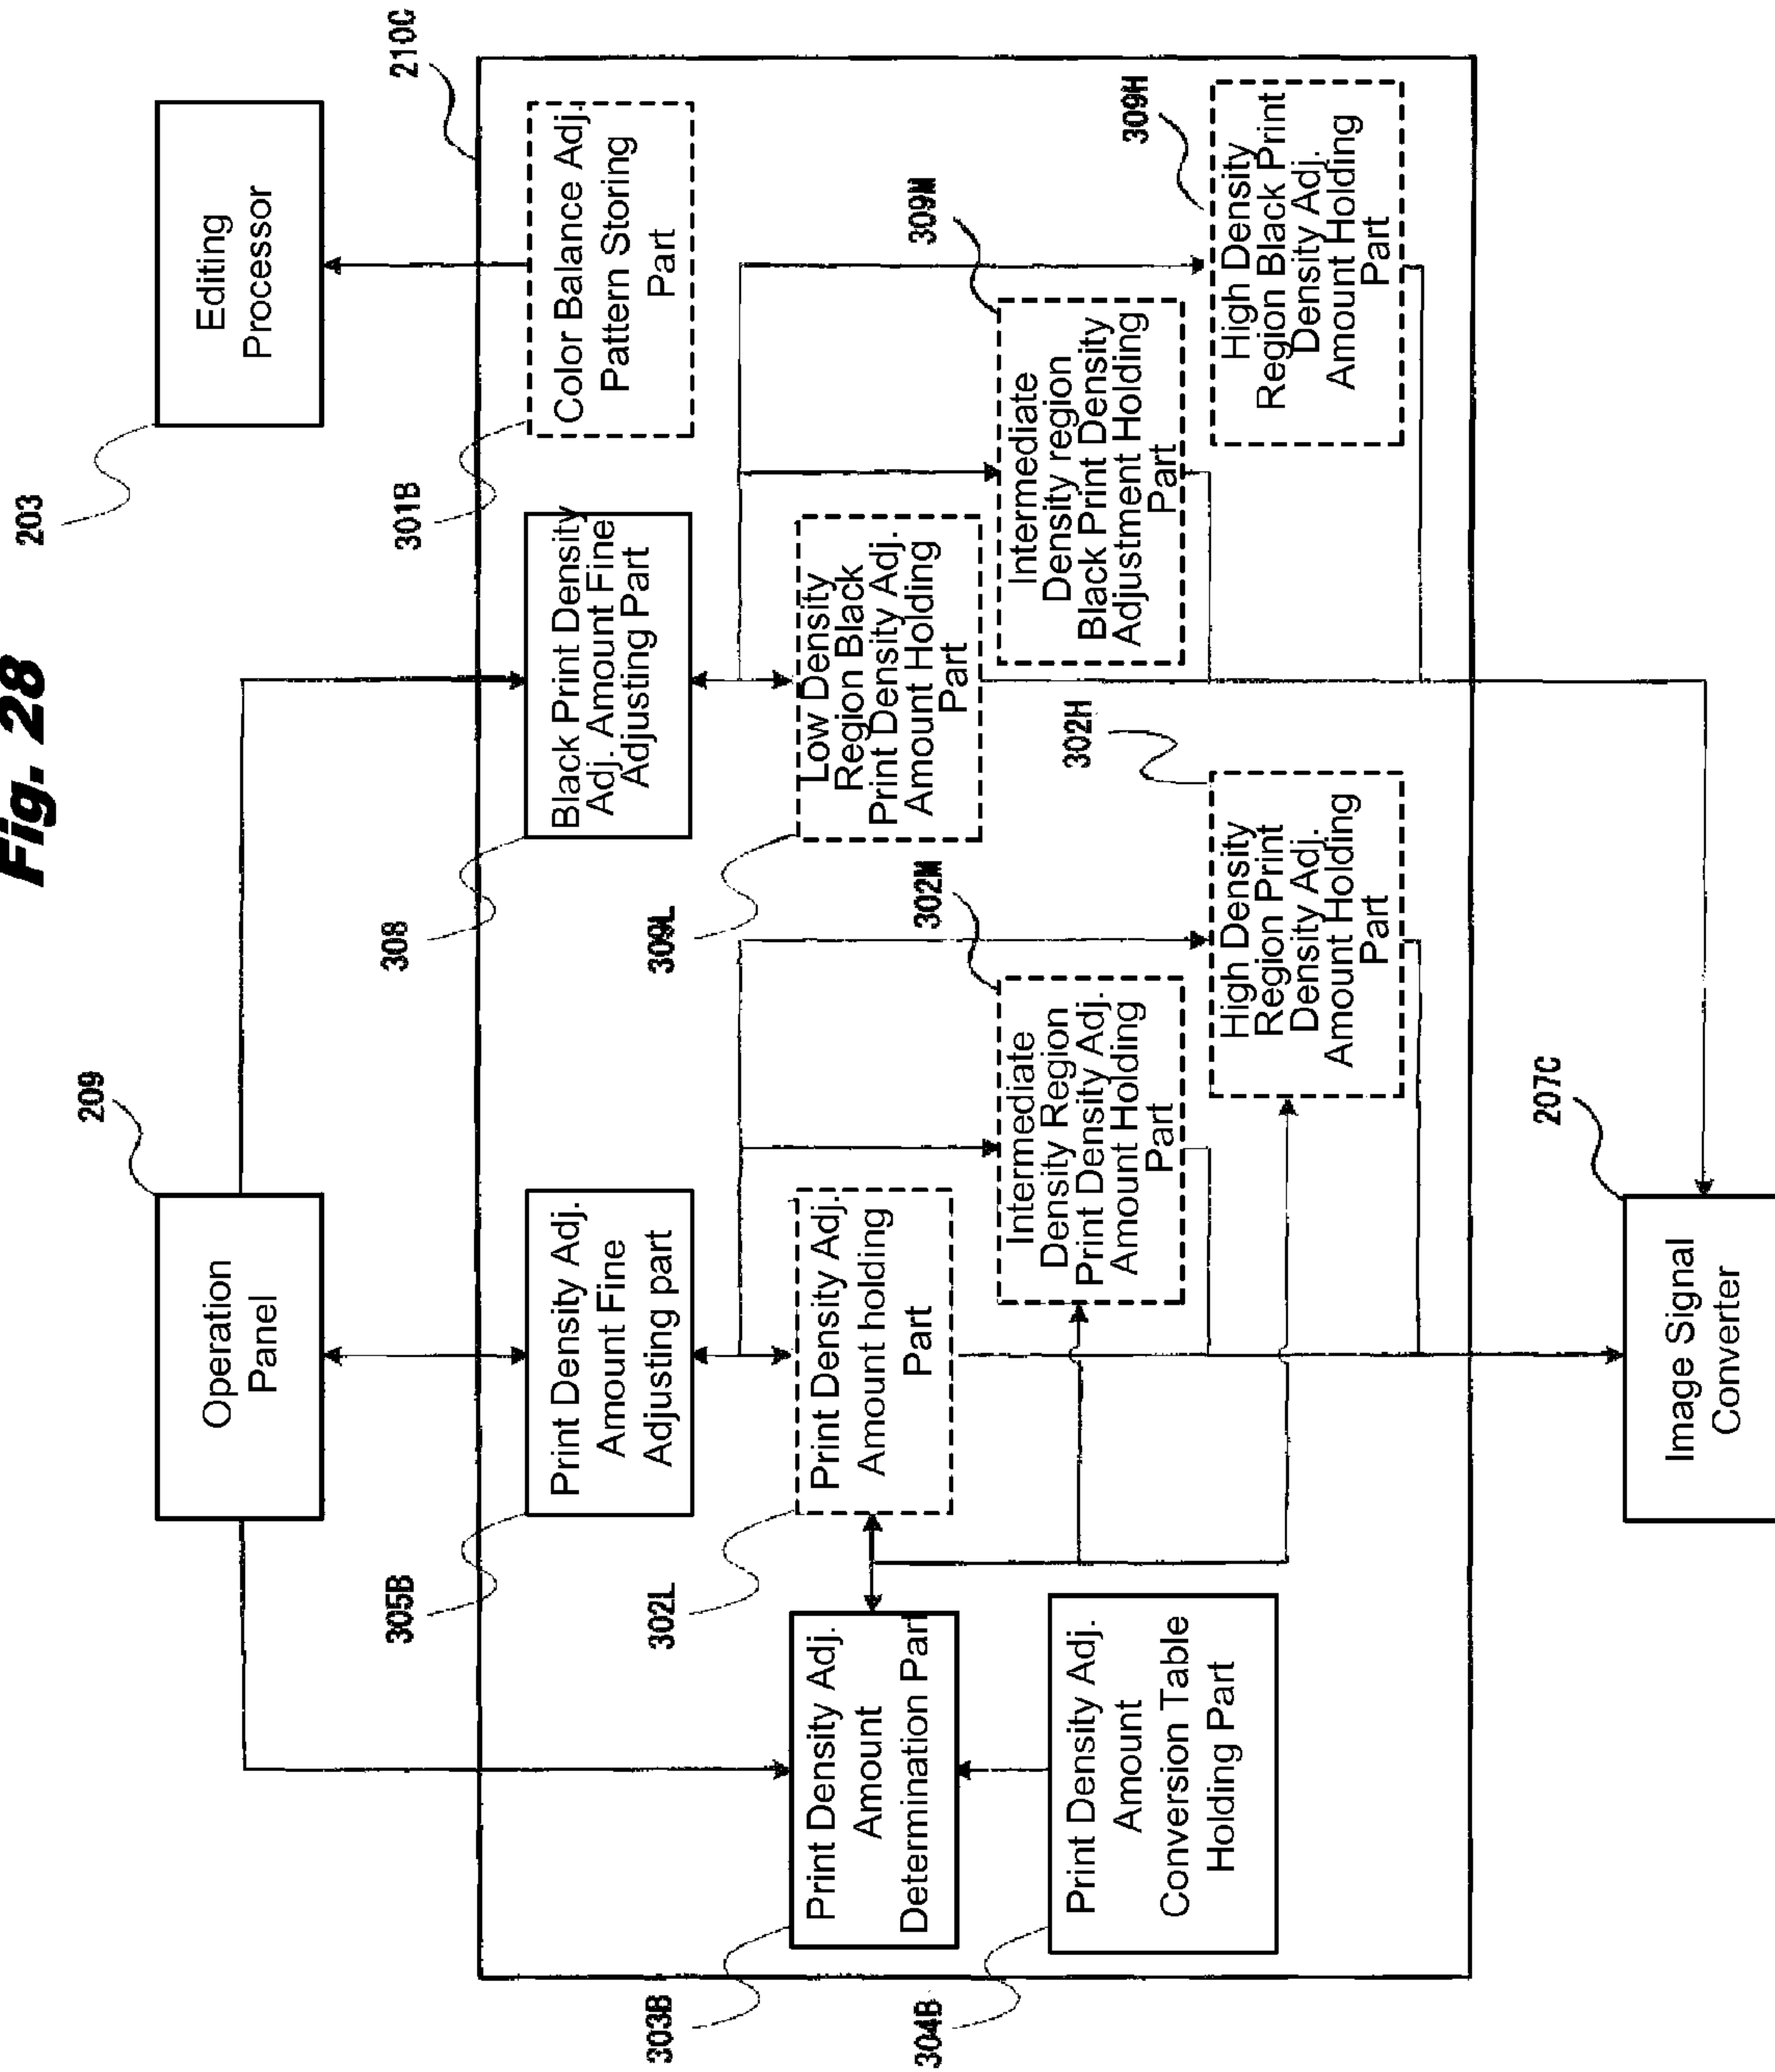 Fig. 28
209
203
Operation
Panel
Editing
Processor
210C
305B
308
301B
Print Density Adj.
Amount Fine
Adjusting part
Black Print Density
Adj. Amount Fine
Adjusting Part
Color Balance Adj.
Pattern Storing
Part
303B
302L
309L
Print Density Adj.
Amount
Determination Part
Print Density Adj.
Amount holding
Part
Low Density
Region Black
Print Density Adj.
Amount Holding
Part
304B
302M
309M
Print Density Adj.
Amount
Conversion Table
Holding Part
Intermediate
Density Region
Print Density Adj.
Amount Holding
Part
Intermediate
Density region
Black Print Density
Adjustment Holding
Part
302H
309H
High Density
Region Print
Density Adj.
Amount Holding
Part
High Density
Region Black Print
Density Adj.
Amount Holding
Part
207C
Image Signal
Converter